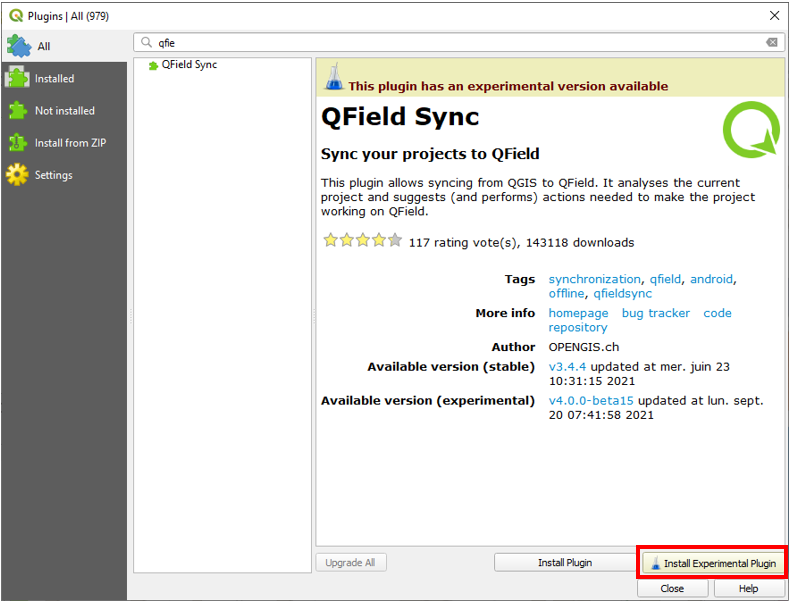 Plugins | All (979)
All
qfie
Installed
Not installed
Install from ZIP
Settings
QField Sync
This plugin has an experimental version available
QField Sync
Sync your projects to QField
This plugin allows syncing from QGIS to QField. It analyses the current
project and suggests (and performs) actions needed to make the project
working on QField.
117 rating vote(s), 143118 downloads
Tags synchronization, qfield, android,
offline, qfieldsync
More info homepage bug tracker code
repository
Author OPENGIS.ch
Available version (stable) v3.4.4 updated at mer. juin 23
10:31:15 2021
Available version (experimental) v4.0.0-beta15 updated at lun. sept.
20 07:41:58 2021
Upgrade All Install Plugin Install Experimental Plugin
Close Help